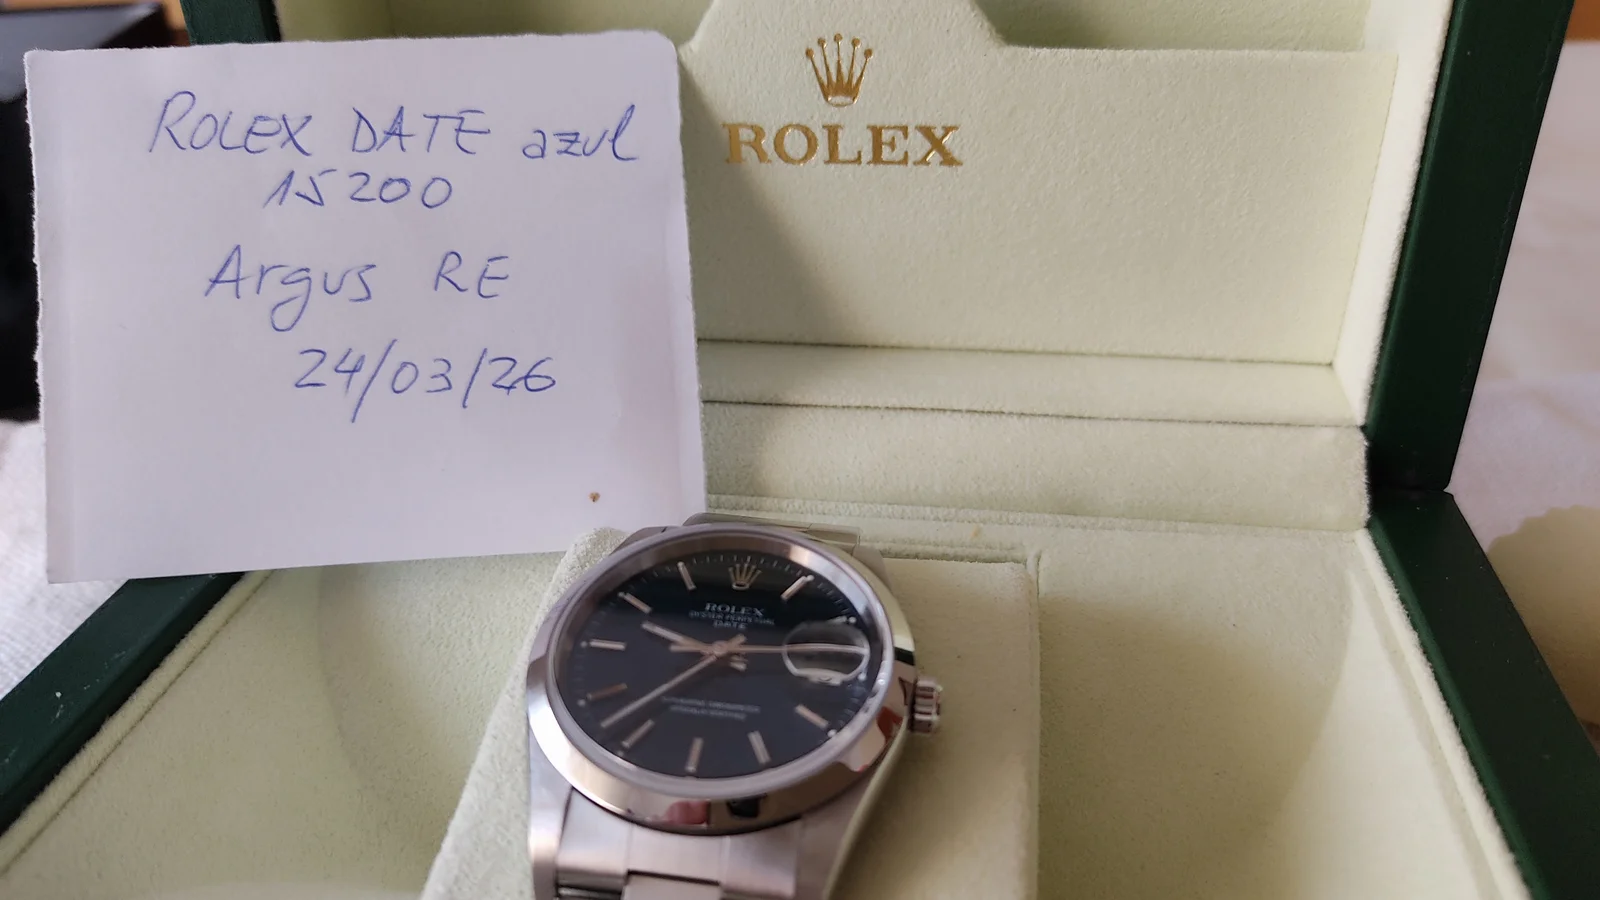 ROLEX DATE azul
15200
Argus RE
24/03/26
ROLEX
ROLEX
OYSTER PERPETUAL
DATE